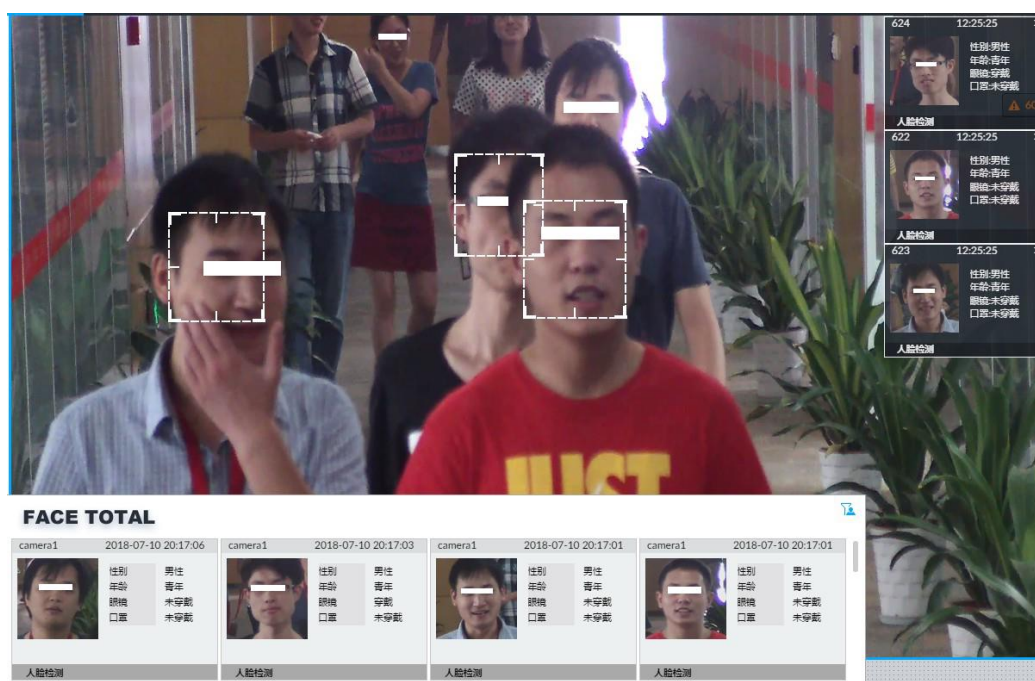 624 12:25:25
性别:男性
年龄:青年
眼镜:穿戴
口罩:未穿戴
60
人脸检测
622 12:25:25
性别:男性
年龄:青年
眼镜:未穿戴
口罩:未穿戴
人脸检测
623 12:25:25
性别:男性
年龄:青年
眼镜:未穿戴
口罩:未穿戴
人脸检测
JUST
FACE TOTAL
camera1 2018-07-10 20:17:06
性别 男性
年龄 青年
眼镜 未穿戴
口罩 未穿戴
人脸检测
camera1 2018-07-10 20:17:03
性别 男性
年龄 青年
眼镜 穿戴
口罩 未穿戴
人脸检测
camera1 2018-07-10 20:17:01
性别 男性
年龄 青年
眼镜 未穿戴
口罩 未穿戴
人脸检测
camera1 2018-07-10 20:17:01
性别 男性
年龄 青年
眼镜 未穿戴
口罩 未穿戴
人脸检测